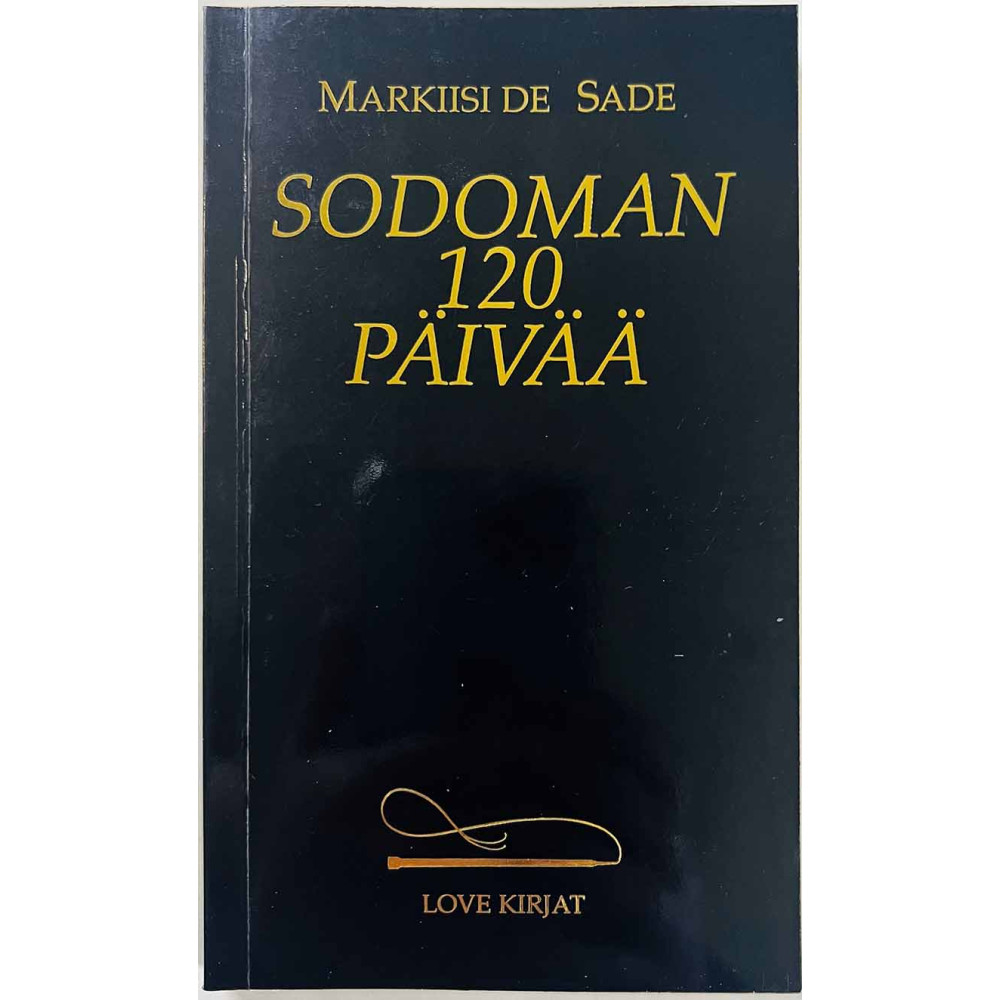 MARKIISI DE SADE
SODOMAN
120
PÄIVÄÄ
LOVE KIRJAT